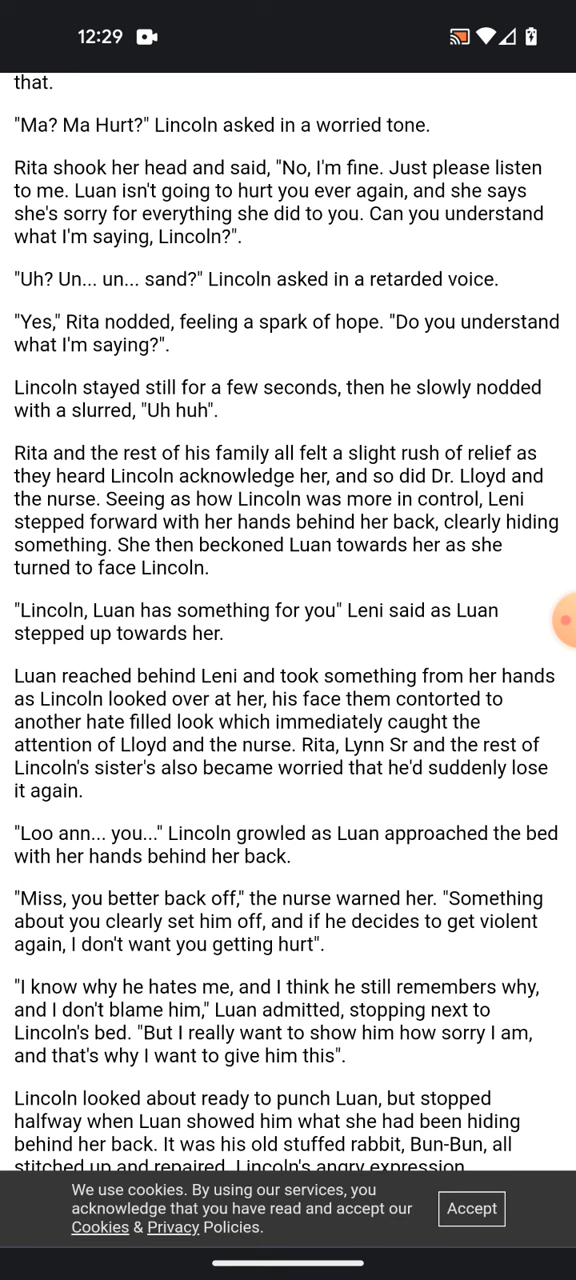 12:29
that.
"Ma? Ma Hurt?" Lincoln asked in a worried tone.
Rita shook her head and said, "No, I'm fine. Just please listen
to me. Luan isn't going to hurt you ever again, and she says
she's sorry for everything she did to you. Can you understand
what I'm saying, Lincoln?".
"Uh? Un... un... sand?" Lincoln asked in a retarded voice.
"Yes," Rita nodded, feeling a spark of hope. "Do you understand
what I'm saying?".
Lincoln stayed still for a few seconds, then he slowly nodded
with a slurred, "Uh huh".
Rita and the rest of his family all felt a slight rush of relief as
they heard Lincoln acknowledge her, and so did Dr. Lloyd and
the nurse. Seeing as how Lincoln was more in control, Leni
stepped forward with her hands behind her back, clearly hiding
something. She then beckoned Luan towards her as she
turned to face Lincoln.
"Lincoln, Luan has something for you" Leni said as Luan
stepped up towards her.
Luan reached behind Leni and took something from her hands
as Lincoln looked over at her, his face them contorted to
another hate filled look which immediately caught the
attention of Lloyd and the nurse. Rita, Lynn Sr and the rest of
Lincoln's sister's also became worried that he'd suddenly lose
it again.
"Loo ann... you..." Lincoln growled as Luan approached the bed
with her hands behind her back.
"Miss, you better back off," the nurse warned her. "Something
about you clearly set him off, and if he decides to get violent
again, I don't want you getting hurt".
"I know why he hates me, and I think he still remembers why,
and I don't blame him," Luan admitted, stopping next to
Lincoln's bed. "But I really want to show him how sorry I am,
and that's why I want to give him this".
Lincoln looked about ready to punch Luan, but stopped
halfway when Luan showed him what she had been hiding
behind her back. It was his old stuffed rabbit, Bun-Bun, all
stitched up and repaired. Lincoln's angry expression
We use cookies. By using our services, you
acknowledge that you have read and accept our
Cookies & Privacy Policies.
Accept